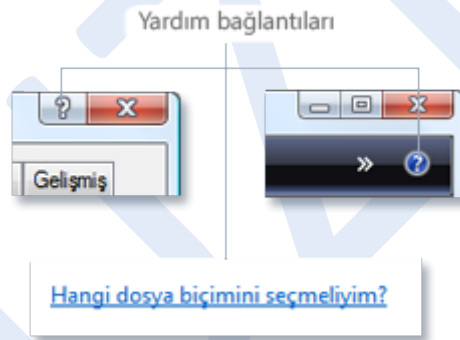 Yardım bağlantıları
?
Gelişmiş
» ?
Hangi dosya biçimini seçmeliyim?